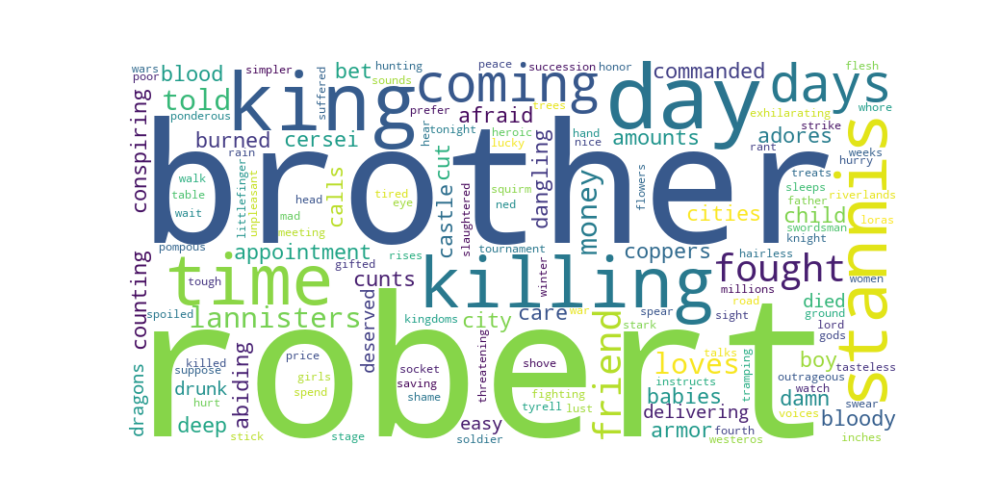 wars simpler hunting peace succession honor flesh
poor blood king sounds coming bet commanded days
told ponderous suffered prefer afraid trees day exhilarating whore
conspiring burned cersei hear tonight heroic lucky hand nice amounts adores strike
rain brother rant weeks
walk littlefinger unpleasant head calls tired eye castle cut squirm dangling money flowers treats hurry
table mad ned sleeps father riverlands
wait meeting slaughtered cities child loras
pompous appointment gifted rises tournament coppers swordsman knight stannis
time tough cunts killing winter hairless fought women
counting deserved millions road died
spoiled lannisters kingdoms city care war spear stark sight ground lord
abiding friend gods
killed price socket threatening shove loves talks boy tasteless
dragons suppose girls saving instructs tramping outrageous
drunk spend robert shame fighting babies damn watch
hurt tyrell lust delivering voices swear
deep stick stage easy armor fourth bloody
soldier westeros inches